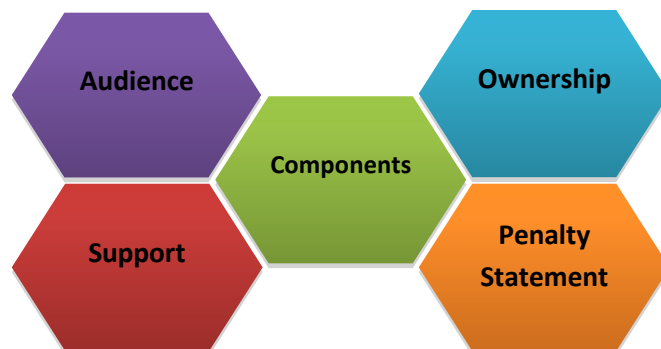 Audience
Ownership
Components
Support
Penalty
Statement